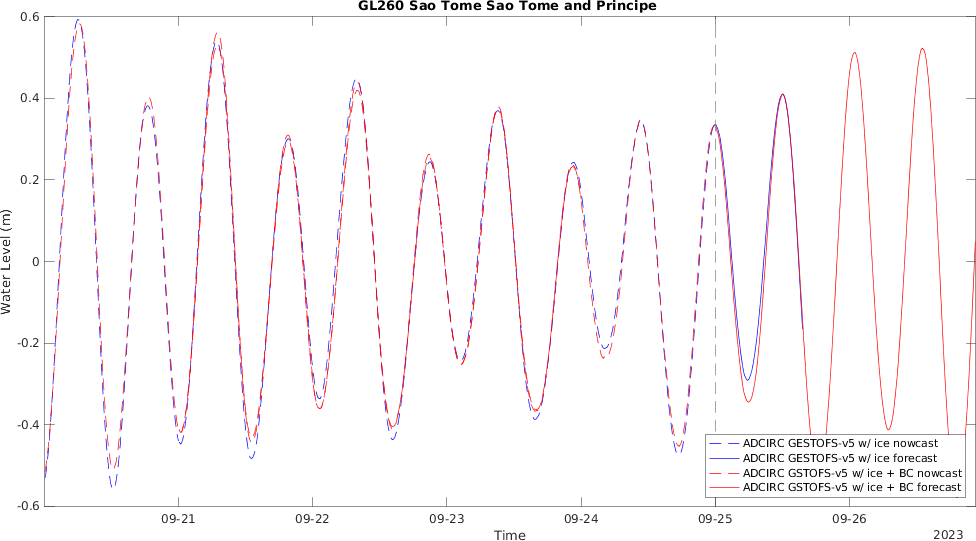 GL260 Sao Tome Sao Tome and Principe
0.6
0.4
0.2
0
-0.2
-0.4
-0.6
Water Level (m)
09-21
09-22
09-23
09-24
09-25
09-26
Time
2023
ADCIRC GESTOFS-v5 w/ ice nowcast
ADCIRC GESTOFS-v5 w/ ice forecast
ADCIRC GSTOFS-v5 w/ ice + BC nowcast
ADCIRC GSTOFS-v5 w/ ice + BC forecast